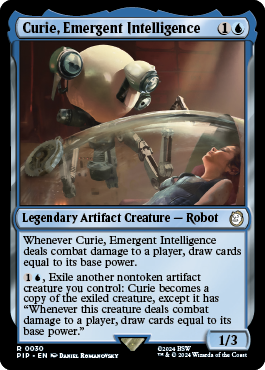 Curie, Emergent Intelligence 1
Legendary Artifact Creature — Robot
Whenever Curie, Emergent Intelligence
deals combat damage to a player, draw cards
equal to its base power.
1 , Exile another nontoken artifact
creature you control: Curie becomes a
copy of the exiled creature, except it has
“Whenever this creature deals combat
damage to a player, draw cards equal to its
base power.”
1/3
R 0030
PIP • EN Daniel Romanovsky
©2024 BSW
™ & © 2024 Wizards of the Coast